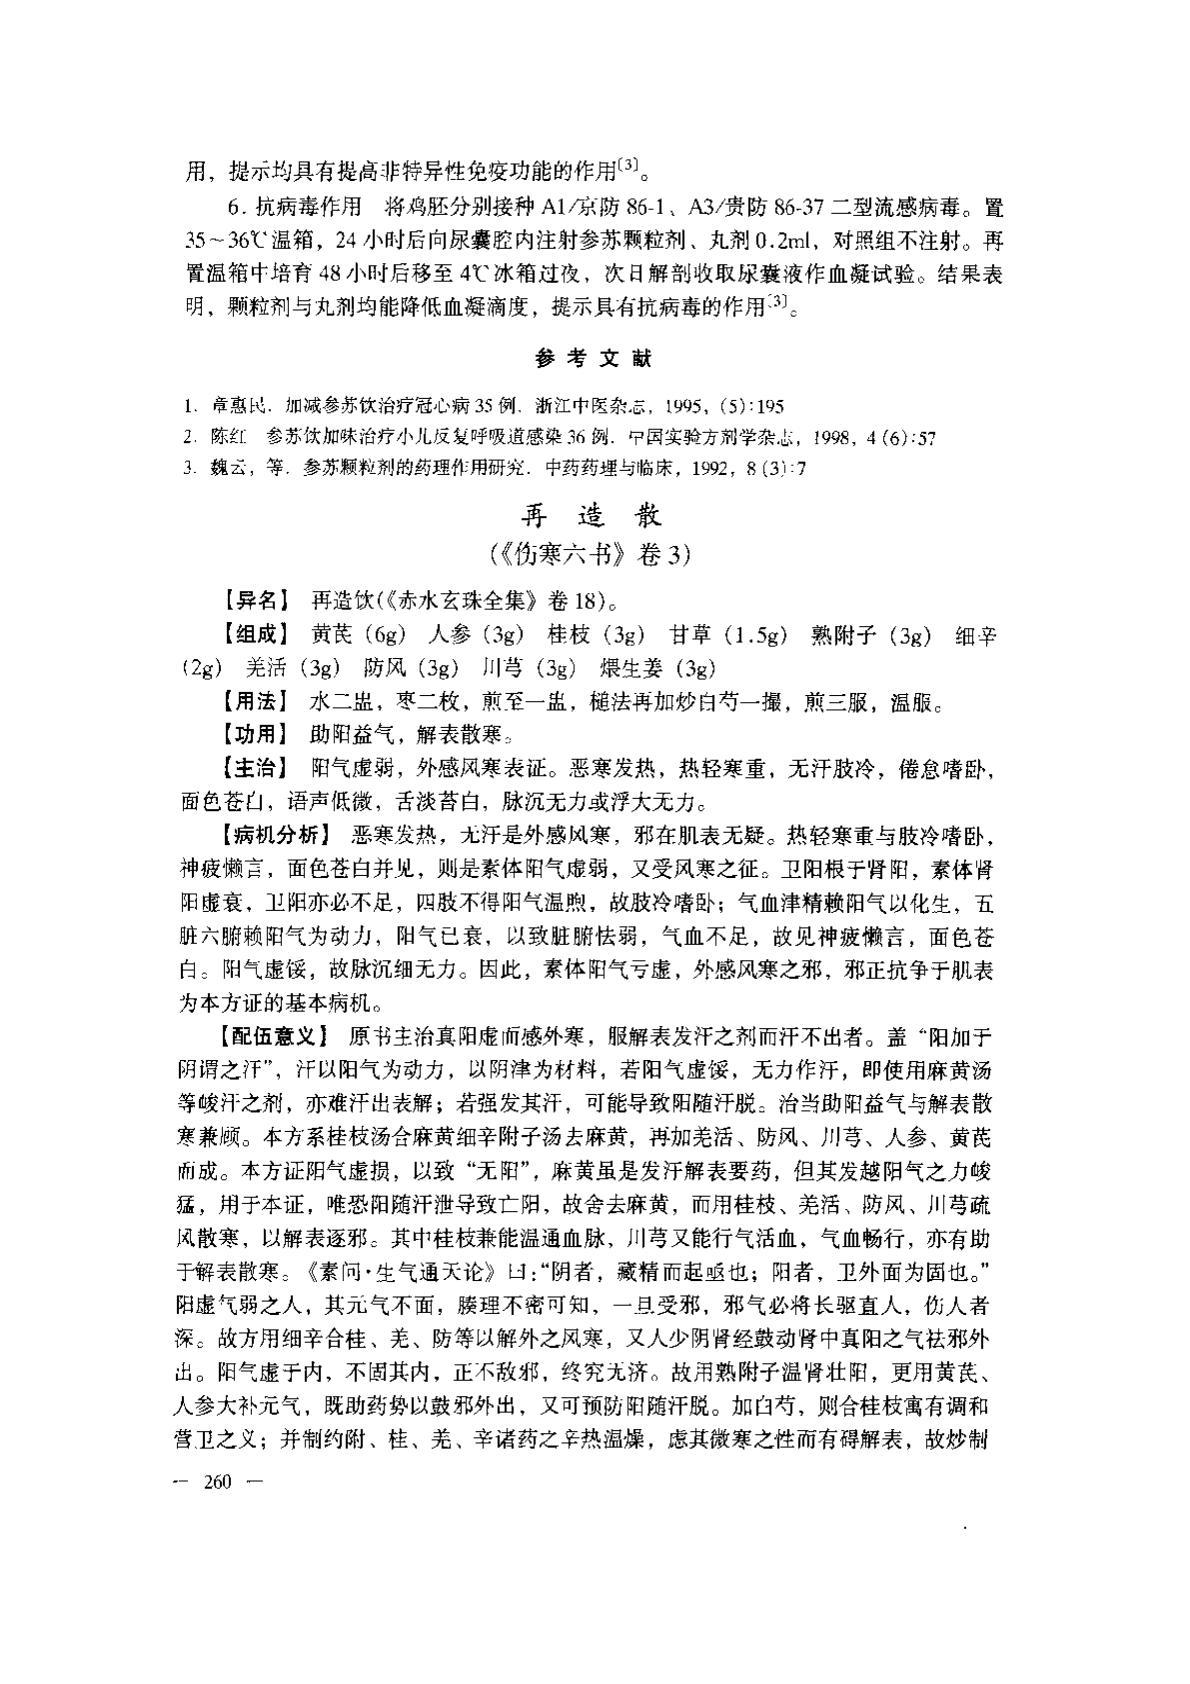 用，提示均具有提高非特异性免疫功能的作用〔3〕。
6. 抗病毒作用　将鸡胚分别接种 A1/京防 86-1、A3/贵防 86-37 二型流感病毒。置
35～36℃温箱，24 小时后向尿囊腔内注射参苏颗粒剂、丸剂 0.2ml，对照组不注射。再
置温箱中培育 48 小时后移至 4℃冰箱过夜，次日解剖收取尿囊液作血凝试验。结果表
明，颗粒剂与丸剂均能降低血凝滴度，提示具有抗病毒的作用〔3〕。
参 考 文 献
1. 章惠民. 加减参苏饮治疗冠心病 35 例. 浙江中医杂志，1995，(5):195
2. 陈红　参苏饮加味治疗小儿反复呼吸道感染 36 例. 中国实验方剂学杂志，1998，4 (6):57
3. 魏云，等. 参苏颗粒剂的药理作用研究. 中药药理与临床，1992，8 (3):7
再 造 散
(《伤寒六书》卷 3)
【异名】　再造饮(《赤水玄珠全集》卷 18)。
【组成】　黄芪（6g）　人参（3g）　桂枝（3g）　甘草（1.5g）　熟附子（3g）　细辛
(2g)　羌活（3g）　防风（3g）　川芎（3g）　煨生姜（3g）
【用法】　水二盅，枣二枚，煎至一盅，槌法再加炒白芍一撮，煎三服，温服。
【功用】　助阳益气，解表散寒。
【主治】　阳气虚弱，外感风寒表证。恶寒发热，热轻寒重，无汗肢冷，倦怠嗜卧，
面色苍白，语声低微，舌淡苔白，脉沉无力或浮大无力。
【病机分析】　恶寒发热，无汗是外感风寒，邪在肌表无疑。热轻寒重与肢冷嗜卧，
神疲懒言，面色苍白并见，则是素体阳气虚弱，又受风寒之征。卫阳根于肾阳，素体肾
阳虚衰，卫阳亦必不足，四肢不得阳气温煦，故肢冷嗜卧；气血津精赖阳气以化生，五
脏六腑赖阳气为动力，阳气已衰，以致脏腑怯弱，气血不足，故见神疲懒言，面色苍
白。阳气虚馁，故脉沉细无力。因此，素体阳气亏虚，外感风寒之邪，邪正抗争于肌表
为本方证的基本病机。
【配伍意义】　原书主治真阳虚而感外寒，服解表发汗之剂而汗不出者。盖“阳加于
阴谓之汗”，汗以阳气为动力，以阴津为材料，若阳气虚馁，无力作汗，即使用麻黄汤
等峻汗之剂，亦难汗出表解；若强发其汗，可能导致阳随汗脱。治当助阳益气与解表散
寒兼顾。本方系桂枝汤合麻黄细辛附子汤去麻黄，再加羌活、防风、川芎、人参、黄芪
而成。本方证阳气虚损，以致“无阳”，麻黄虽是发汗解表要药，但其发越阳气之力峻
猛，用于本证，唯恐阳随汗泄导致亡阳，故舍去麻黄，而用桂枝、羌活、防风、川芎疏
风散寒，以解表逐邪。其中桂枝兼能温通血脉，川芎又能行气活血，气血畅行，亦有助
于解表散寒。《素问·生气通天论》曰：“阴者，藏精而起亟也；阳者，卫外面为固也。”
阳虚气弱之人，其元气不面，腠理不密可知，一旦受邪，邪气必将长驱直人，伤人者
深。故方用细辛合桂、羌、防等以解外之风寒，又人少阴肾经鼓动肾中真阳之气祛邪外
出。阳气虚于内，不固其内，正不敌邪，终究无济。故用熟附子温肾壮阳，更用黄芪、
人参大补元气，既助药势以鼓邪外出，又可预防阳随汗脱。加白芍，则合桂枝寓有调和
营卫之义；并制约附、桂、羌、辛诸药之辛热温燥，虑其微寒之性而有碍解表，故炒制
— 260 —